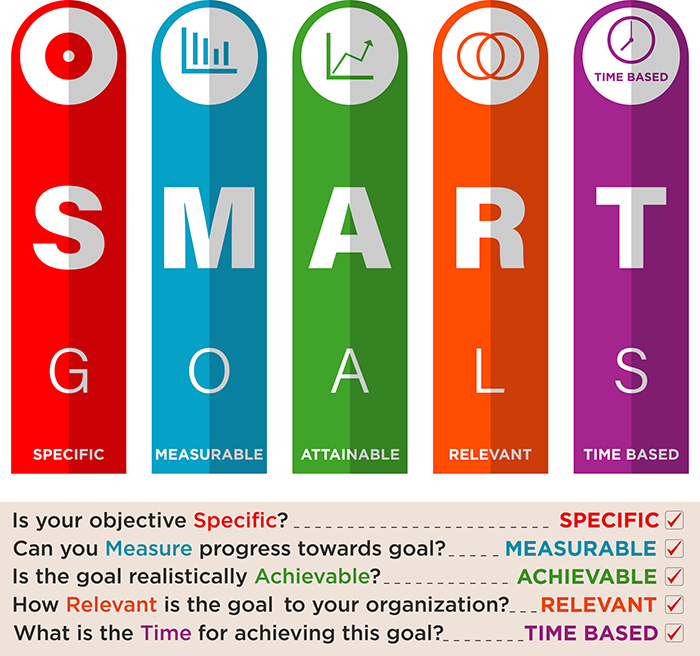 TIME BASED
S M A R T
G O A L S
SPECIFIC MEASURABLE ATTAINABLE RELEVANT TIME BASED
Is your objective Specific? SPECIFIC
Can you Measure progress towards goal? MEASURABLE
Is the goal realistically Achievable? ACHIEVABLE
How Relevant is the goal to your organization? RELEVANT
What is the Time for achieving this goal? TIME BASED